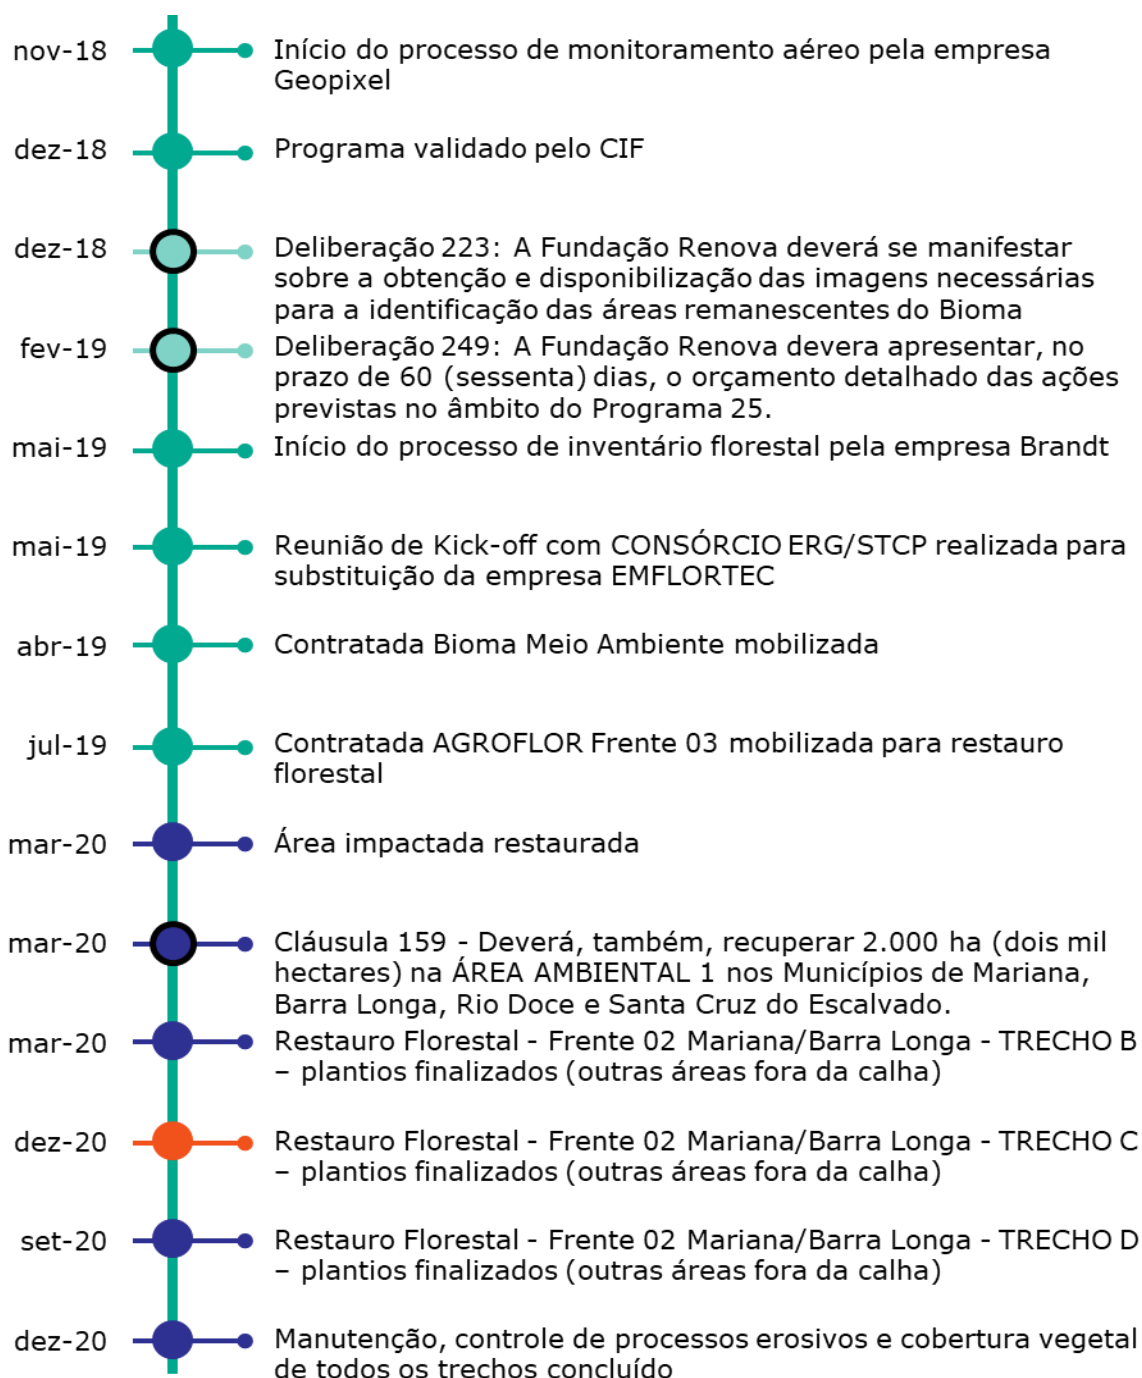 nov-18
Início do processo de monitoramento aéreo pela empresa
Geopixel
dez-18
Programa validado pelo CIF
dez-18
Deliberação 223: A Fundação Renova deverá se manifestar
sobre a obtenção e disponibilização das imagens necessárias
para a identificação das áreas remanescentes do Bioma
fev-19
Deliberação 249: A Fundação Renova devera apresentar, no
prazo de 60 (sessenta) dias, o orçamento detalhado das ações
previstas no âmbito do Programa 25.
mai-19
Início do processo de inventário florestal pela empresa Brandt
mai-19
Reunião de Kick-off com CONSÓRCIO ERG/STCP realizada para
substituição da empresa EMFLORTEC
abr-19
Contratada Bioma Meio Ambiente mobilizada
jul-19
Contratada AGROFLOR Frente 03 mobilizada para restauro
florestal
mar-20
Área impactada restaurada
mar-20
Cláusula 159 - Deverá, também, recuperar 2.000 ha (dois mil
hectares) na ÁREA AMBIENTAL 1 nos Municípios de Mariana,
Barra Longa, Rio Doce e Santa Cruz do Escalvado.
mar-20
Restauro Florestal - Frente 02 Mariana/Barra Longa - TRECHO B
– plantios finalizados (outras áreas fora da calha)
dez-20
Restauro Florestal - Frente 02 Mariana/Barra Longa - TRECHO C
– plantios finalizados (outras áreas fora da calha)
set-20
Restauro Florestal - Frente 02 Mariana/Barra Longa - TRECHO D
– plantios finalizados (outras áreas fora da calha)
dez-20
Manutenção, controle de processos erosivos e cobertura vegetal
de todos os trechos concluído